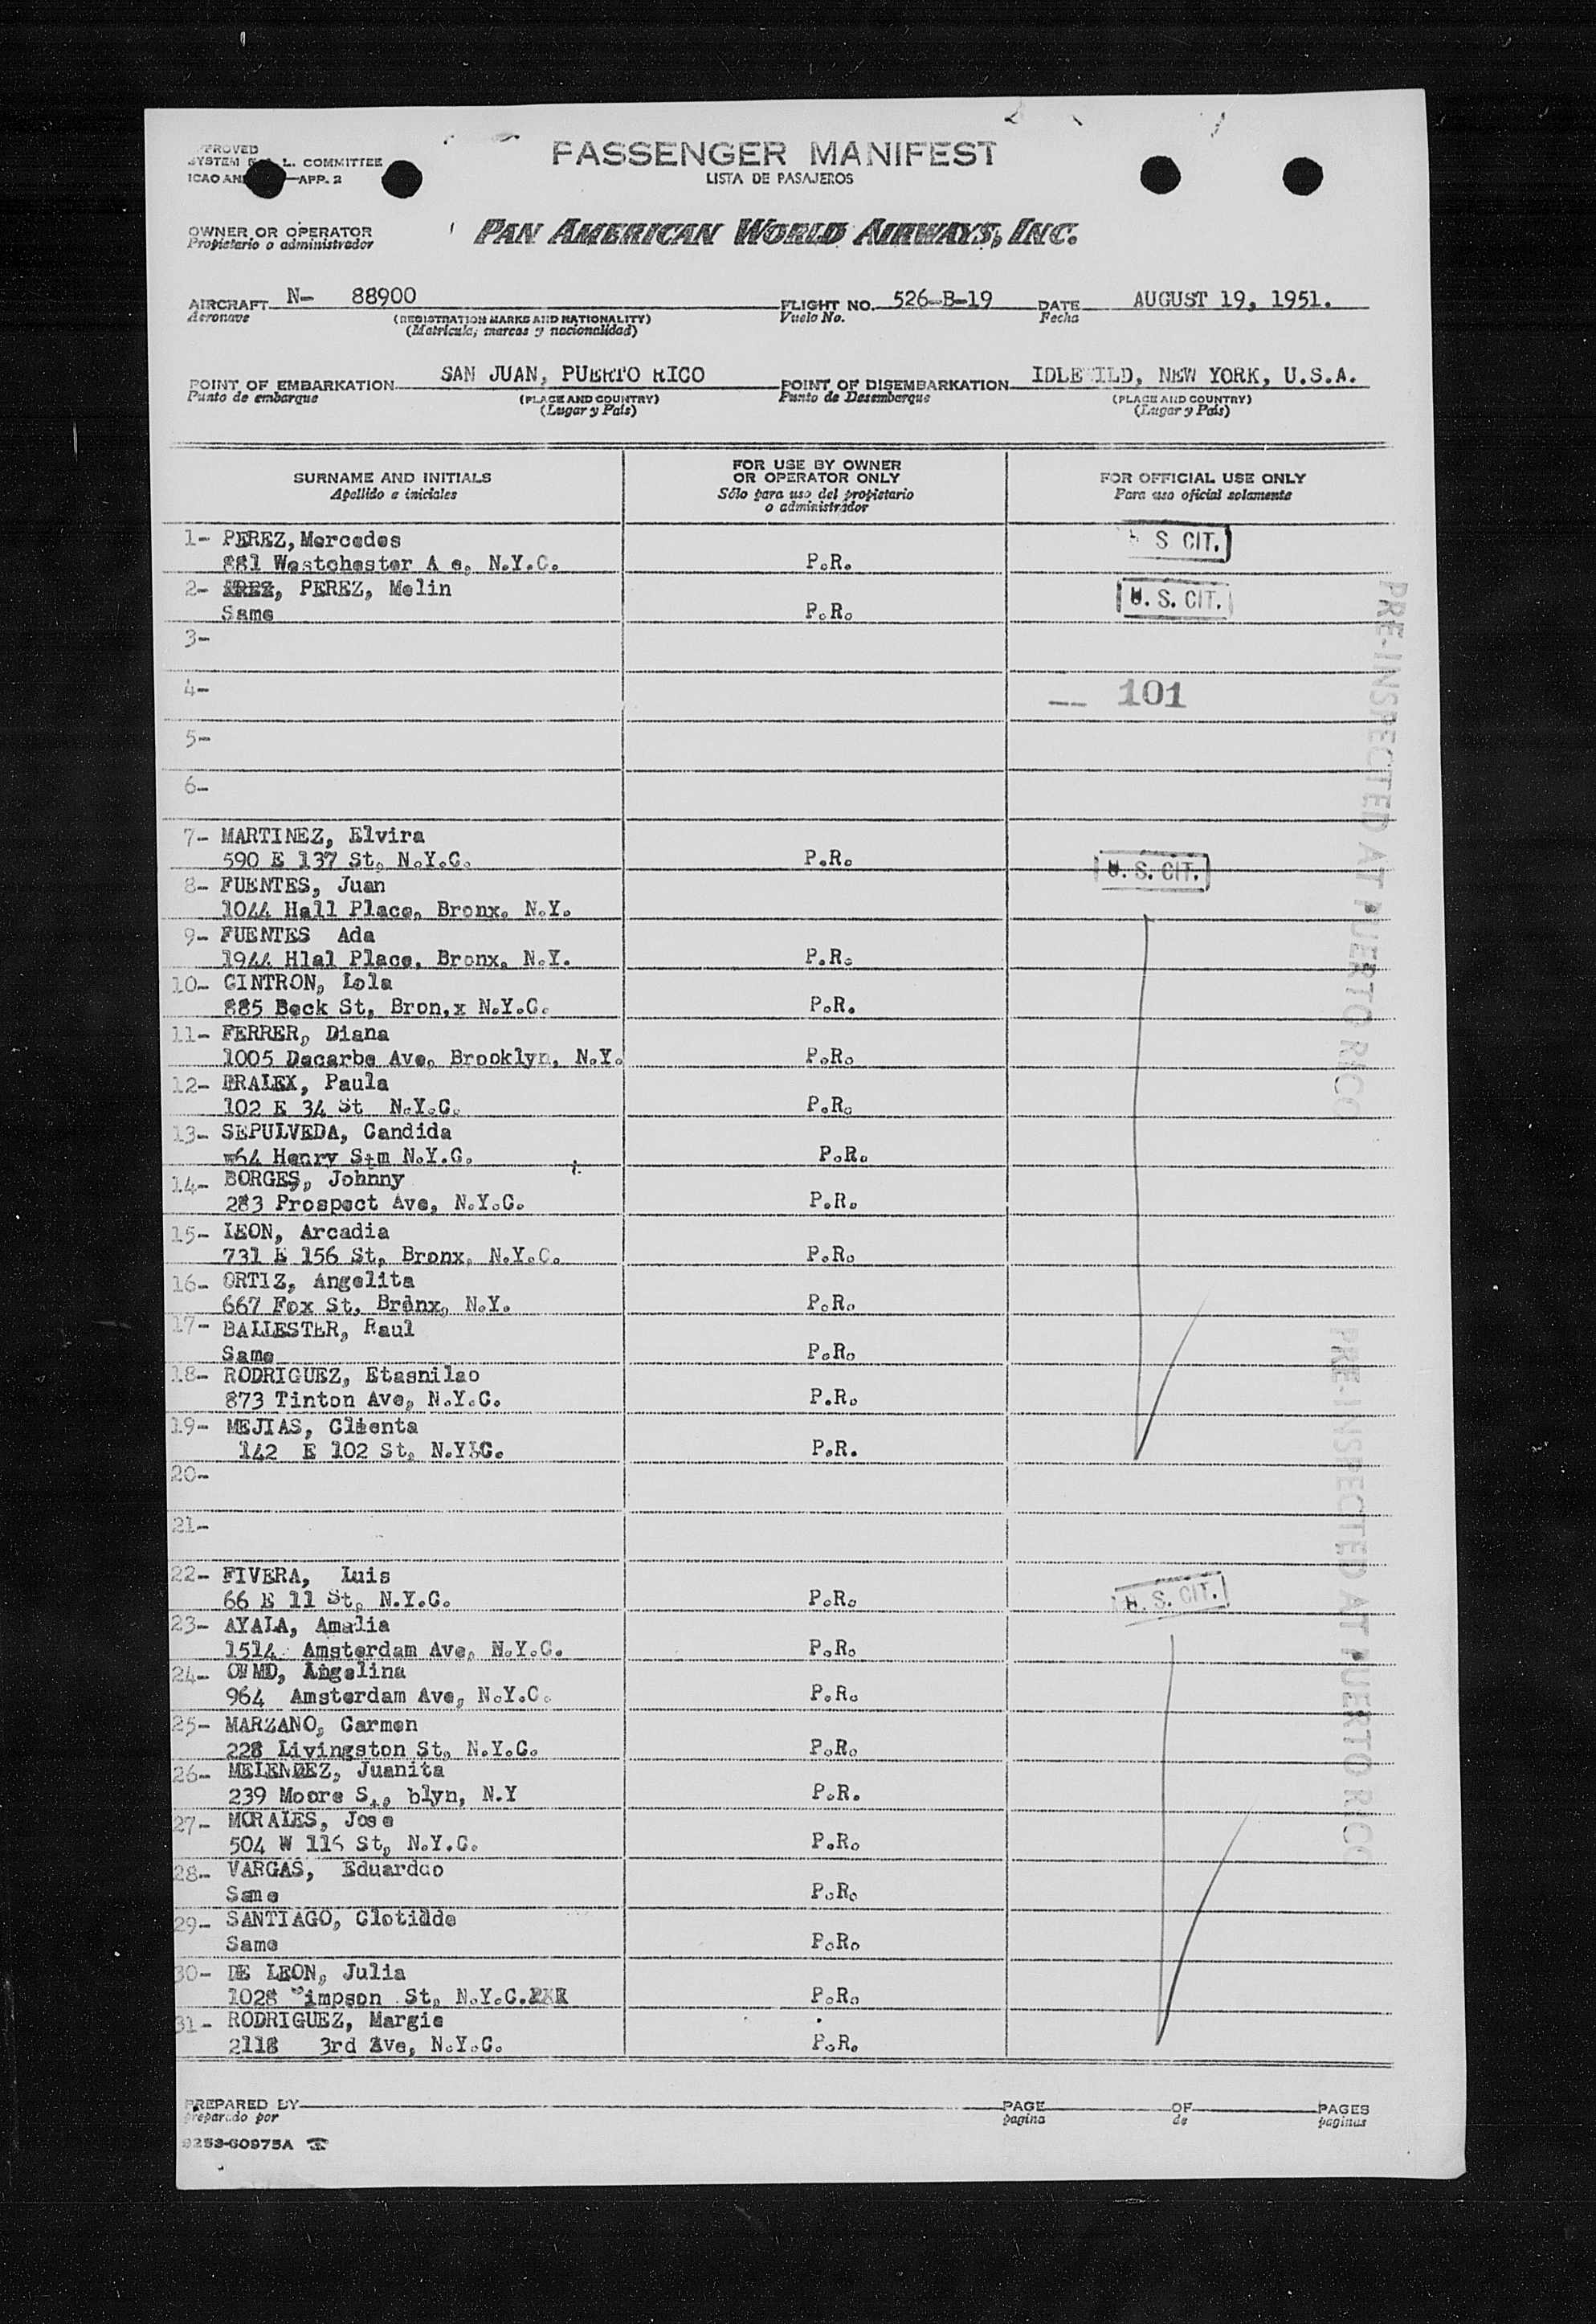 PASSENGER MANIFEST
LISTA DE PASAJEROS
L. COMMITTEE
APP. 2
OWNER OR OPERATOR
Propietario o administrador
PAN AMERICAN WORLD AIRWAYS, INC.
AIRCRAFT N- 88900 FLIGHT NO. 526-B-19 DATE AUGUST 19, 1951.
Aeronave (REGISTRATION MARKS AND NATIONALITY) Vuelo No. Fecha
(Matricula, marcas y nacionalidad)
POINT OF EMBARKATION SAN JUAN, PUERTO RICO POINT OF DISEMBARKATION IDLE ILD, NEW YORK, U.S.A.
Punto de embarque (PLACE AND COUNTRY) Punto de Desembarque (PLACE AND COUNTRY)
(Lugar y País) (Lugar y País)
SURNAME AND INITIALS
Apellido e iniciales
FOR USE BY OWNER
OR OPERATOR ONLY
Sólo para uso del propietario
o administrador
FOR OFFICIAL USE ONLY
Para uso oficial solamente
1- PEREZ, Mercedes S CIT.
881 Westchester A e, N.Y.C. P.R.
2- PEREZ, Melin U. S. CIT.
Same P.R.
3-
4- 101
5-
6-
7- MARTINEZ, Elvira
590 E 137 St, N.Y.C. P.R. U. S. CIT.
8- FUENTES, Juan
1044 Hall Place, Bronx. N.Y.
9- FUENTES Ada
1944 Hlal Place. Bronx. N.Y. P.R.
10- CINTRON, Lola
885 Beck St, Bron,x N.Y.C. P.R.
11- FERRER, Diana
1005 Dacarbe Ave, Brooklyn, N.Y. P.R.
12- ERALEX, Paula
102 E 34 St N.Y.C. P.R.
13- SEPULVEDA, Candida
64 Henry Stm N.Y.C. P.R.
14- BORGES, Johnny
283 Prospect Ave, N.Y.C. P.R.
15- LEON, Arcadia
731 E 156 St, Bronx, N.Y.C. P.R.
16- ORTIZ, Angelita
667 Fox St, Bronx, N.Y. P.R.
17- BALLESTER, Raul
Same P.R.
18- RODRIGUEZ, Etasnilao
873 Tinton Ave, N.Y.C. P.R.
19- MEJIAS, Clienta
142 E 102 St, N.Y.C. P.R.
20-
21-
22- FIVERA, Luis
66 E 11 St, N.Y.C. P.R. U. S. CIT.
23- AYALA, Amalia
1514 Amsterdam Ave, N.Y.C. P.R.
24- Angelina
964 Amsterdam Ave, N.Y.C. P.R.
25- MARZANO, Carmen
228 Livingston St, N.Y.C. P.R.
26- MELENDEZ, Juanita
239 Moore S., blyn, N.Y P.R.
27- MORALES, Jose
504 W 116 St, N.Y.C. P.R.
28- VARGAS, Eduarduo
Same P.R.
29- SANTIAGO, Clotilde
Same P.R.
30- DE LEON, Julia
1028 Simpson St, N.Y.C. P.R.
31- RODRIGUEZ, Margie
2118 3rd Ave, N.Y.C. P.R.
PRE-INSPECTED AT PUERTO RICO
PRE-INSPECTED AT PUERTO RICO
PREPARED BY PAGE OF PAGES
preparado por pagina de paginas
9253-60975A